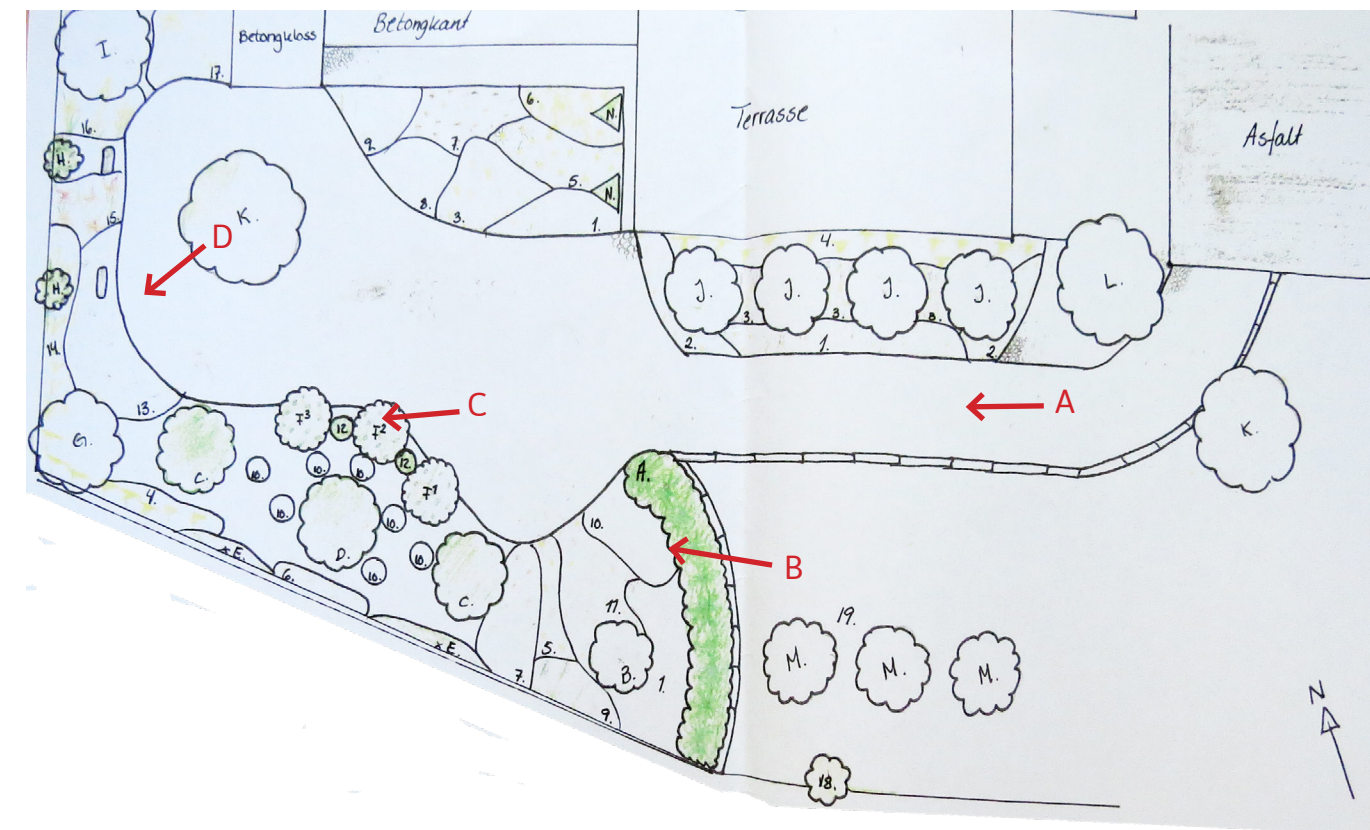 I.
Betongkloss
Betongkant
17.
6.
N.
Terrasse
Asfalt
16.
H.
9.
7.
5.
N.
15.
K.
8.
3.
1.
4.
D
H.
J.
J.
J.
J.
L.
3.
3.
8.
14.
2.
1.
2.
13.
G.
F3
12
F2
C
A
K.
C.
10.
10.
10.
12
F1
A.
4.
10.
10.
10.
D.
10.
x E.
6.
10.
C.
B
11.
19.
x E.
5.
B.
M.
M.
M.
7.
1.
9.
N
18.